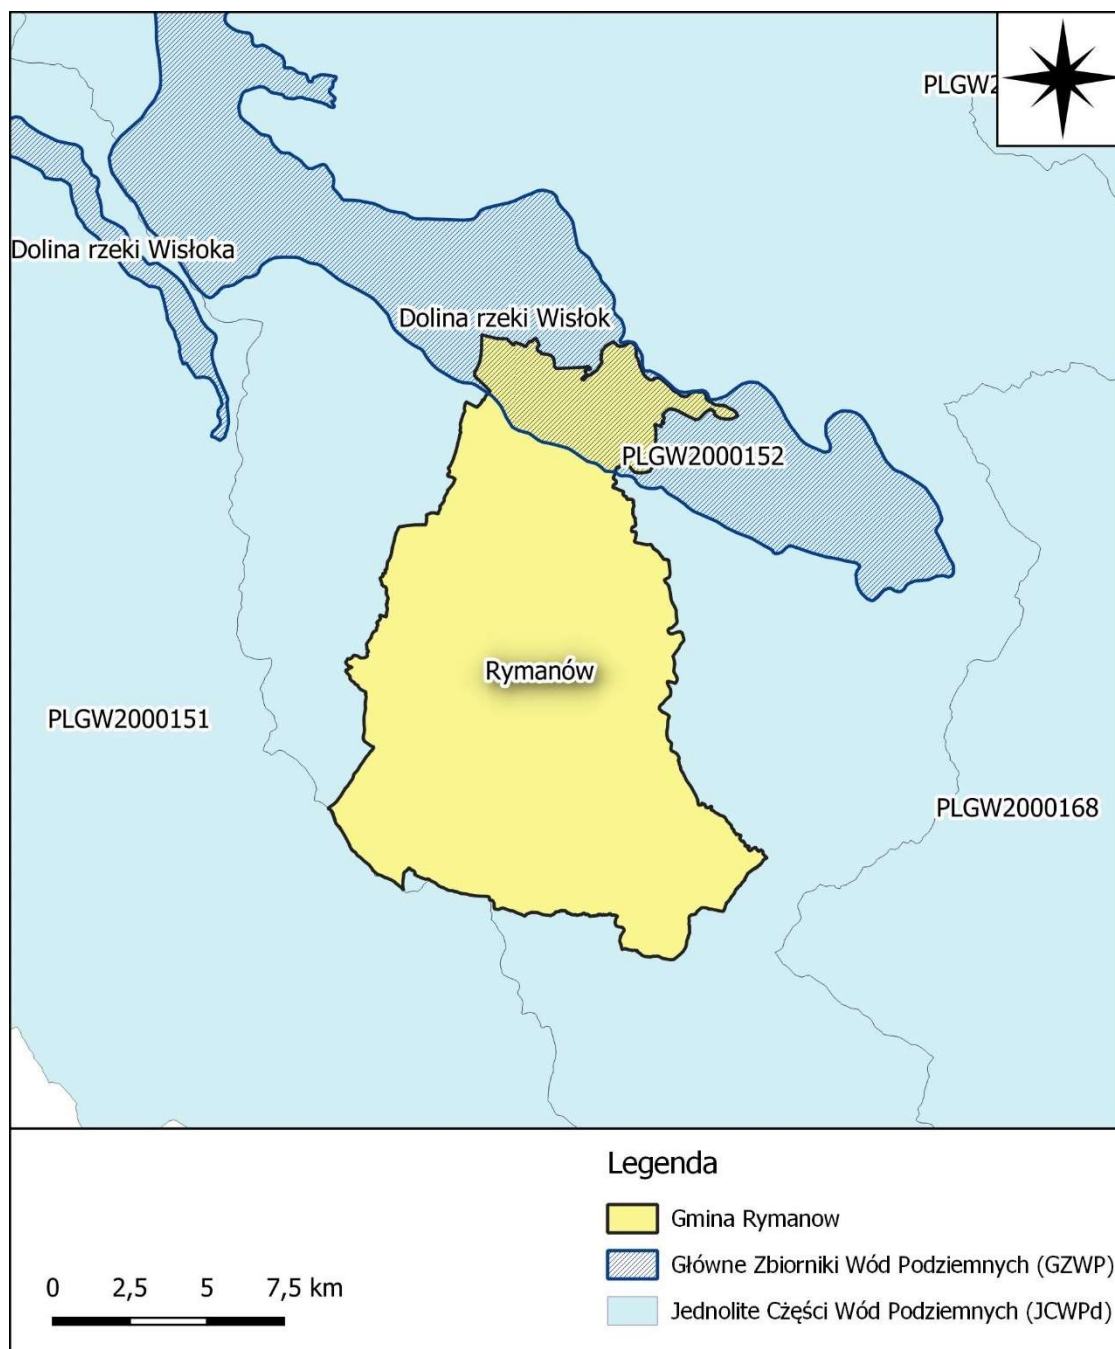 PLGW2
Dolina rzeki Wisłoka
Dolina rzeki Wisłok
PLGW2000152
Rymanów
PLGW2000151
PLGW2000168
Legenda
Gmina Rymanow
Główne Zbiorniki Wód Podziemnych (GZWP)
Jednolite Części Wód Podziemnych (JCWPd)
0 2,5 5 7,5 km